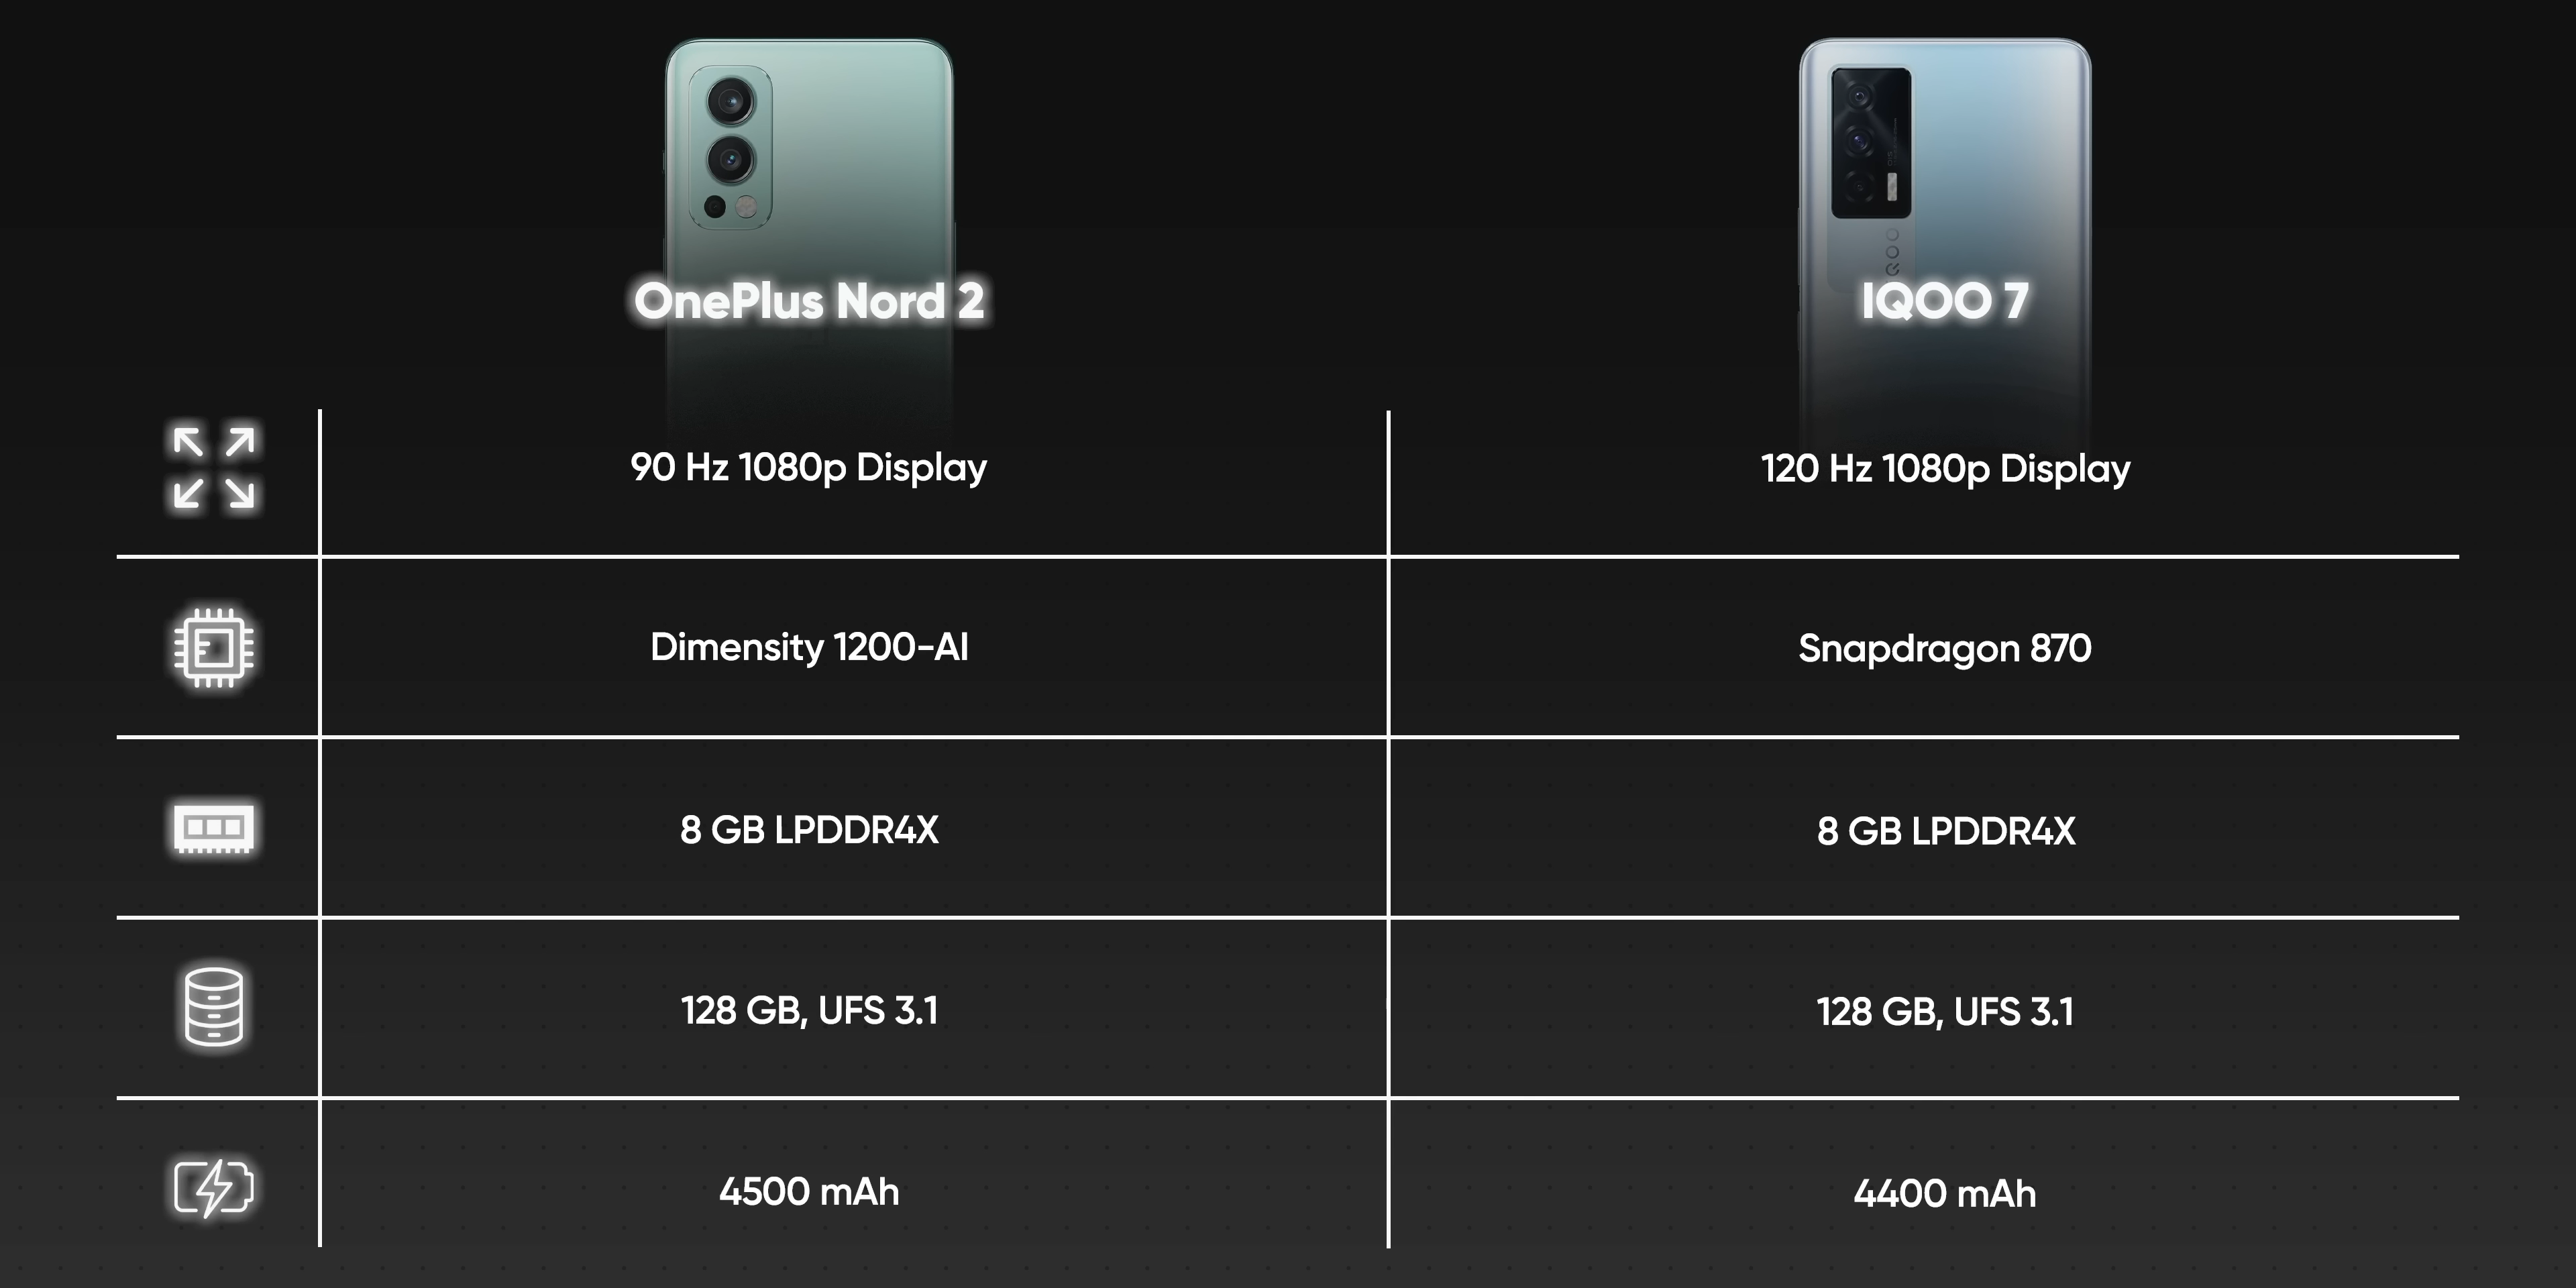 OnePlus Nord 2
IQOO 7
90 Hz 1080p Display
120 Hz 1080p Display
Dimensity 1200-AI
Snapdragon 870
8 GB LPDDR4X
8 GB LPDDR4X
128 GB, UFS 3.1
128 GB, UFS 3.1
4500 mAh
4400 mAh